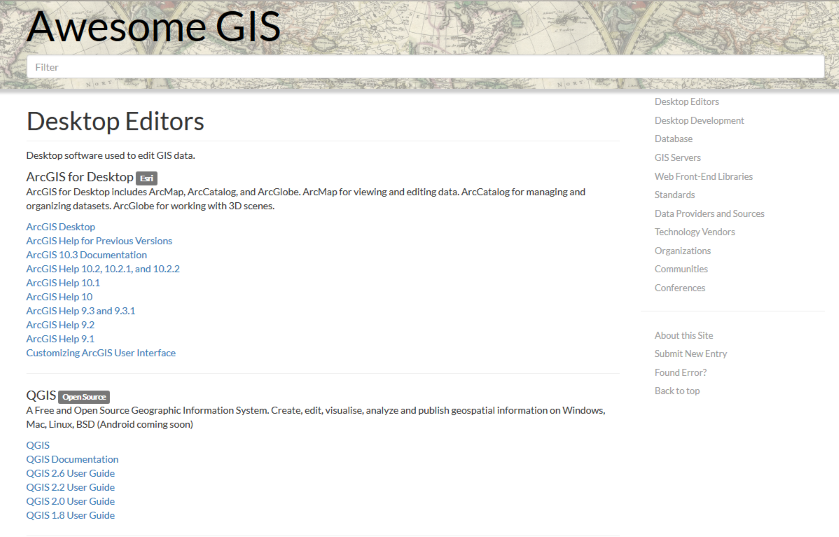 Awesome GIS
Filter
Desktop Editors
Desktop software used to edit GIS data.
ArcGIS for Desktop Esri
ArcGIS for Desktop includes ArcMap, ArcCatalog, and ArcGlobe. ArcMap for viewing and editing data. ArcCatalog for managing and
organizing datasets. ArcGlobe for working with 3D scenes.
ArcGIS Desktop
ArcGIS Help for Previous Versions
ArcGIS 10.3 Documentation
ArcGIS Help 10.2, 10.2.1, and 10.2.2
ArcGIS Help 10.1
ArcGIS Help 10
ArcGIS Help 9.3 and 9.3.1
ArcGIS Help 9.2
ArcGIS Help 9.1
Customizing ArcGIS User Interface
QGIS Open Source
A Free and Open Source Geographic Information System. Create, edit, visualise, analyze and publish geospatial information on Windows,
Mac, Linux, BSD (Android coming soon)
QGIS
QGIS Documentation
QGIS 2.6 User Guide
QGIS 2.2 User Guide
QGIS 2.0 User Guide
QGIS 1.8 User Guide
Desktop Editors
Desktop Development
Database
GIS Servers
Web Front-End Libraries
Standards
Data Providers and Sources
Technology Vendors
Organizations
Communities
Conferences
About this Site
Submit New Entry
Found Error?
Back to top